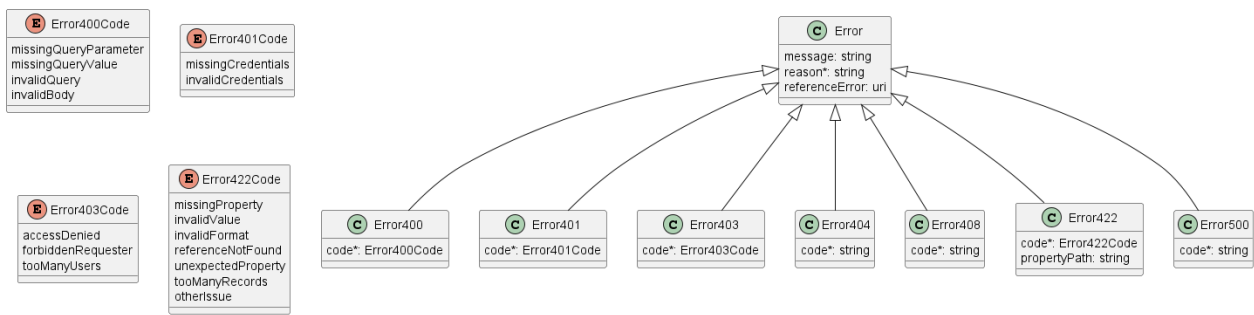 E Error400Code
missingQueryParameter
missingQueryValue
invalidQuery
invalidBody
E Error401Code
missingCredentials
invalidCredentials
C Error
message: string
reason*: string
referenceError: uri
E Error403Code
accessDenied
forbiddenRequester
tooManyUsers
E Error422Code
missingProperty
invalidValue
invalidFormat
referenceNotFound
unexpectedProperty
tooManyRecords
otherIssue
C Error400
code*: Error400Code
C Error401
code*: Error401Code
C Error403
code*: Error403Code
C Error404
code*: string
C Error408
code*: string
C Error422
code*: Error422Code
propertyPath: string
C Error500
code*: string